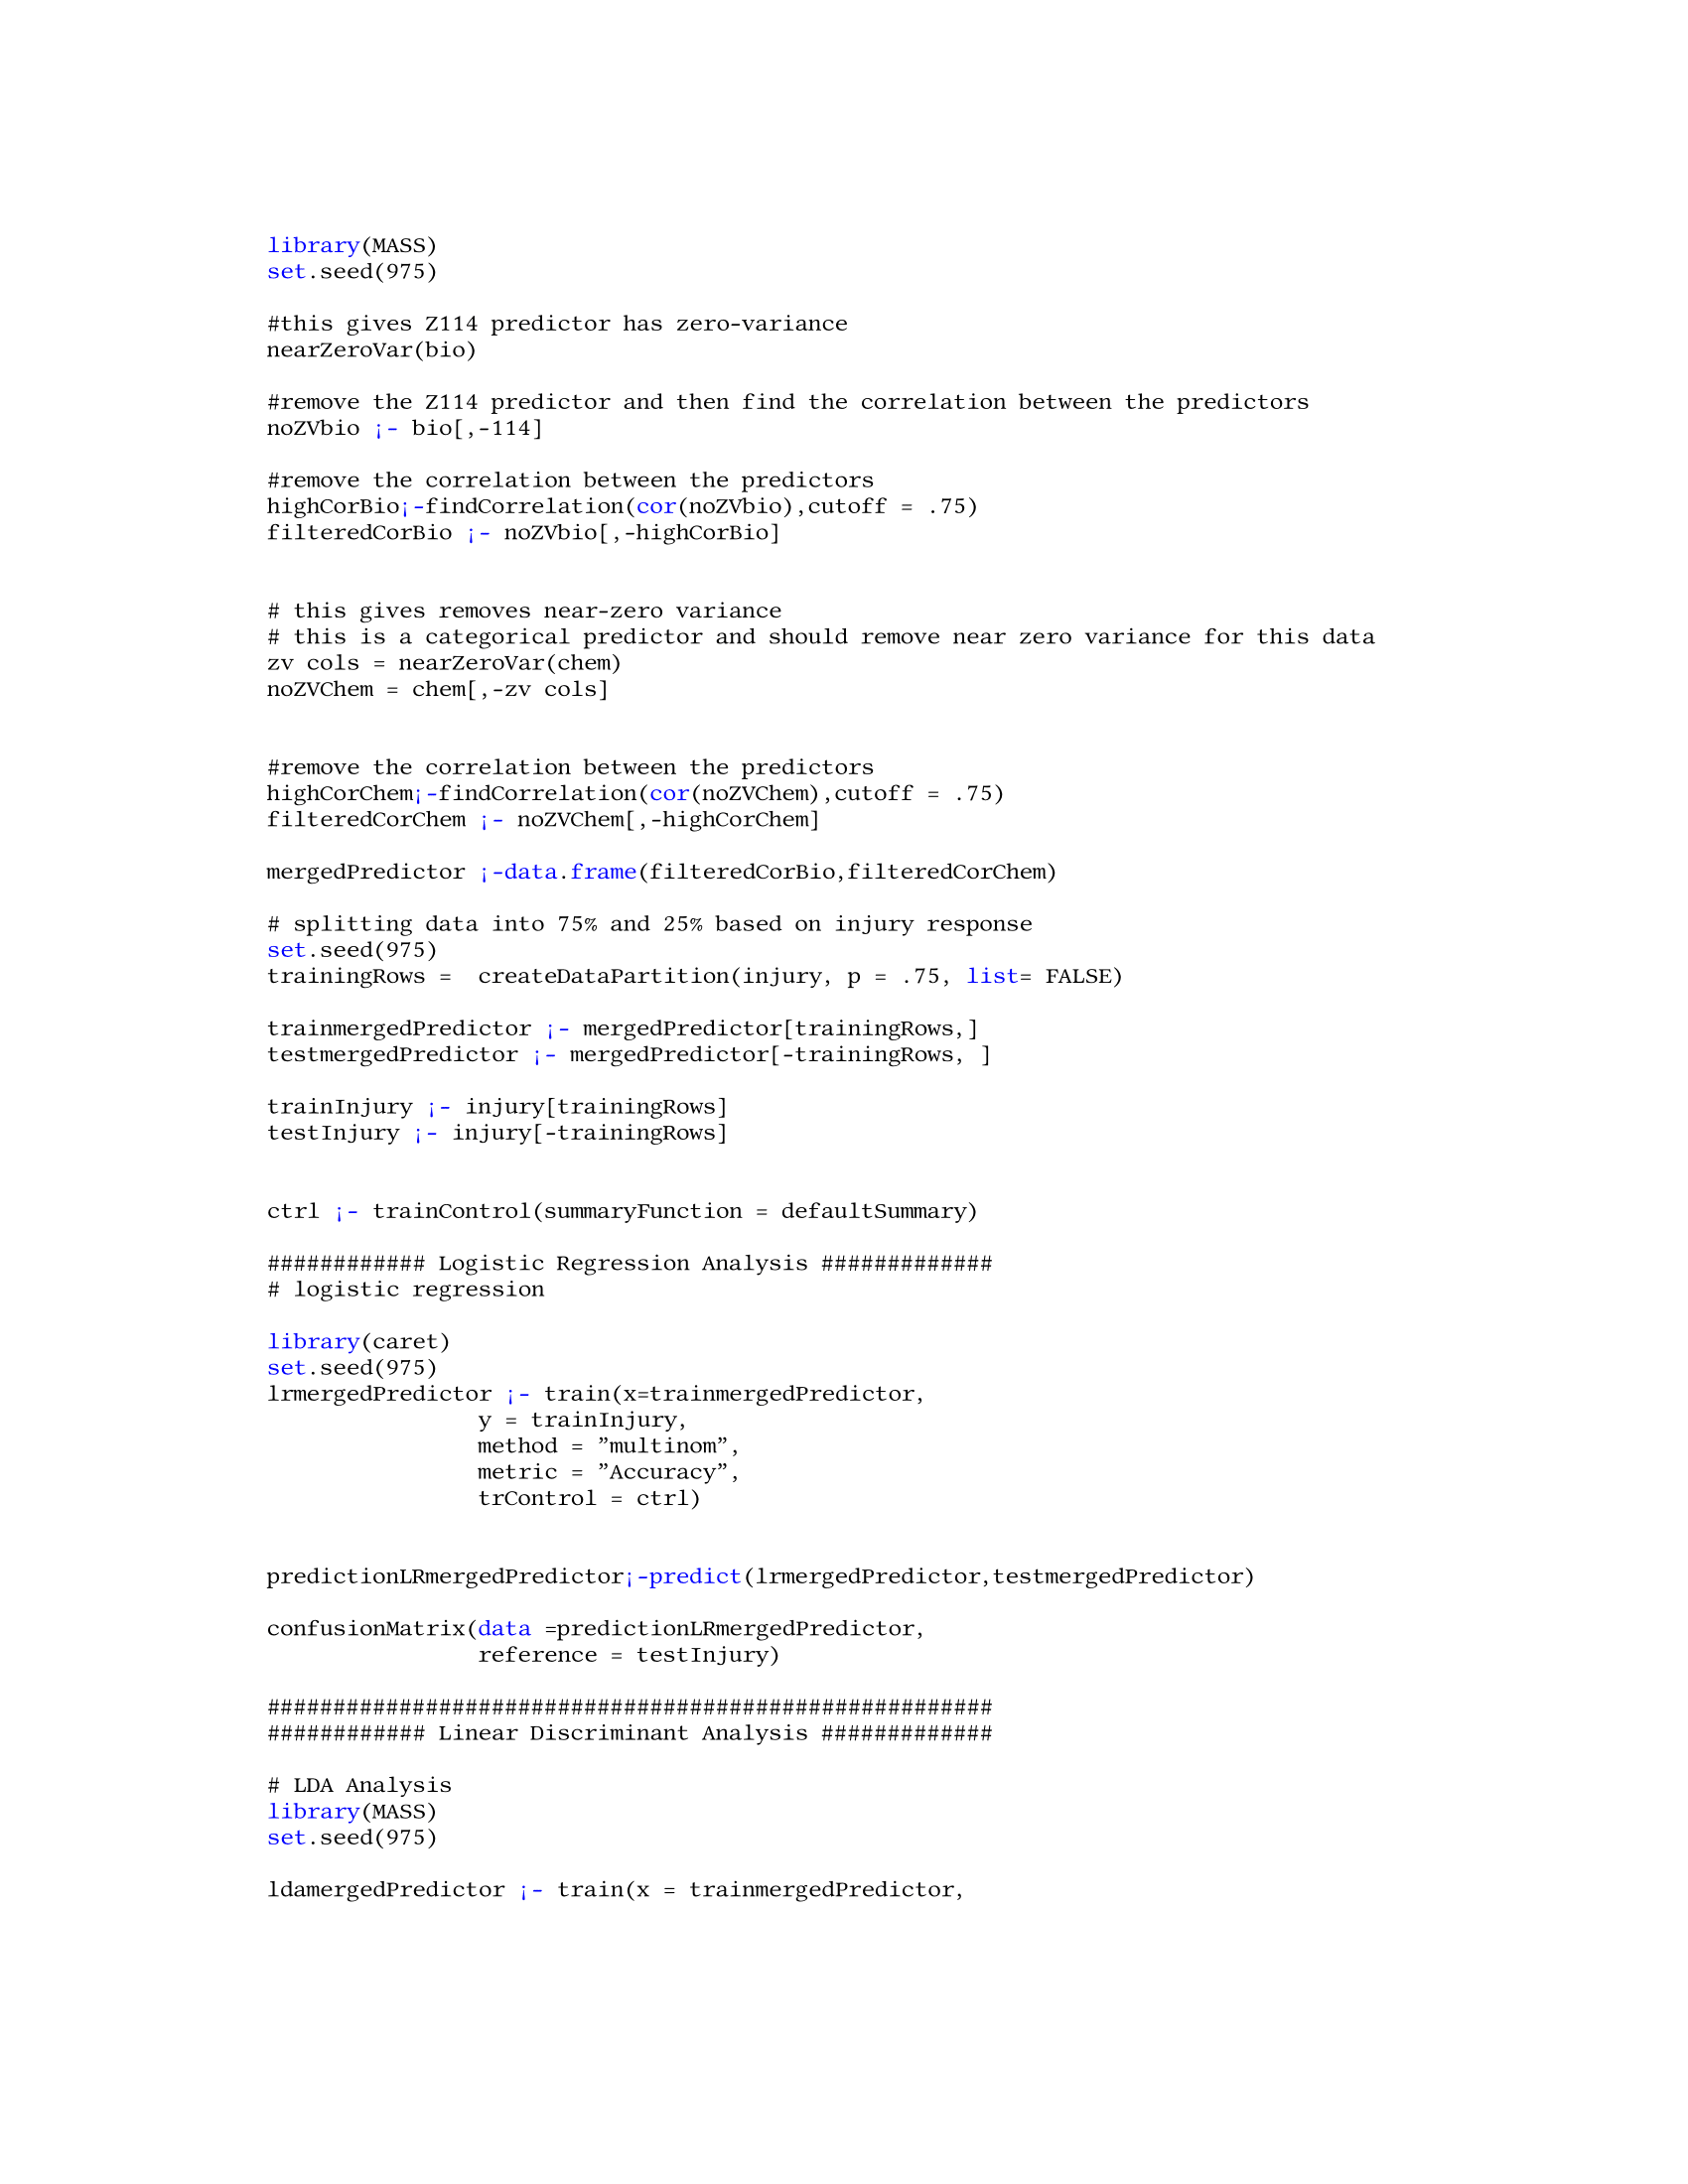 library(MASS)
set.seed(975)
#this gives Z114 predictor has zero-variance
nearZeroVar(bio)
#remove the Z114 predictor and then find the correlation between the predictors
noZVbio ¡- bio[,-114]
#remove the correlation between the predictors
highCorBio¡-findCorrelation(cor(noZVbio),cutoff = .75)
filteredCorBio ¡- noZVbio[,-highCorBio]
# this gives removes near-zero variance
# this is a categorical predictor and should remove near zero variance for this data
zv cols = nearZeroVar(chem)
noZVChem = chem[,-zv cols]
#remove the correlation between the predictors
highCorChem¡-findCorrelation(cor(noZVChem),cutoff = .75)
filteredCorChem ¡- noZVChem[,-highCorChem]
mergedPredictor ¡-data.frame(filteredCorBio,filteredCorChem)
# splitting data into 75% and 25% based on injury response
set.seed(975)
trainingRows =  createDataPartition(injury, p = .75, list= FALSE)
trainmergedPredictor ¡- mergedPredictor[trainingRows,]
testmergedPredictor ¡- mergedPredictor[-trainingRows, ]
trainInjury ¡- injury[trainingRows]
testInjury ¡- injury[-trainingRows]
ctrl ¡- trainControl(summaryFunction = defaultSummary)
############ Logistic Regression Analysis #############
# logistic regression
library(caret)
set.seed(975)
lrmergedPredictor ¡- train(x=trainmergedPredictor,
y = trainInjury,
method = ”multinom”,
metric = ”Accuracy”,
trControl = ctrl)
predictionLRmergedPredictor¡-predict(lrmergedPredictor,testmergedPredictor)
confusionMatrix(data =predictionLRmergedPredictor,
reference = testInjury)
#######################################################
############ Linear Discriminant Analysis #############
# LDA Analysis
library(MASS)
set.seed(975)
ldamergedPredictor ¡- train(x = trainmergedPredictor,